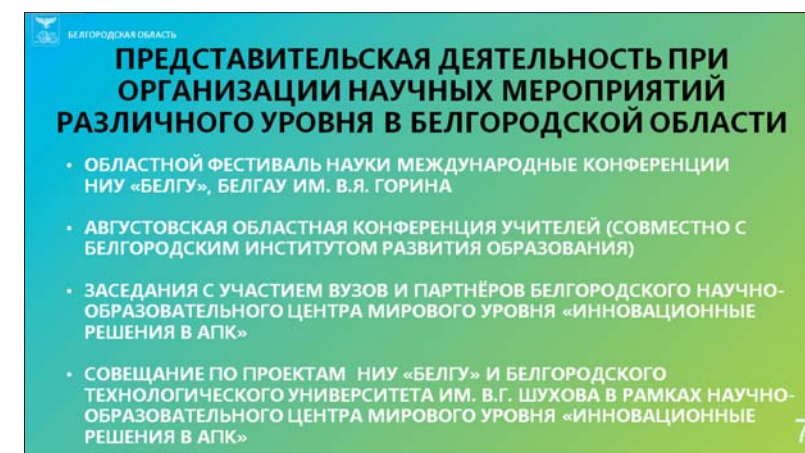 БЕЛГОРОДСКАЯ ОБЛАСТЬ
ПРЕДСТАВИТЕЛЬСКАЯ ДЕЯТЕЛЬНОСТЬ ПРИ
ОРГАНИЗАЦИИ НАУЧНЫХ МЕРОПРИЯТИЙ
РАЗЛИЧНОГО УРОВНЯ В БЕЛГОРОДСКОЙ ОБЛАСТИ
• ОБЛАСТНОЙ ФЕСТИВАЛЬ НАУКИ МЕЖДУНАРОДНЫЕ КОНФЕРЕНЦИИ
НИУ «БЕЛГУ», БЕЛГАУ ИМ. В.Я. ГОРИНА
• АВГУСТОВСКАЯ ОБЛАСТНАЯ КОНФЕРЕНЦИЯ УЧИТЕЛЕЙ (СОВМЕСТНО С
БЕЛГОРОДСКИМ ИНСТИТУТОМ РАЗВИТИЯ ОБРАЗОВАНИЯ)
• ЗАСЕДАНИЯ С УЧАСТИЕМ ВУЗОВ И ПАРТНЁРОВ БЕЛГОРОДСКОГО НАУЧНО-
ОБРАЗОВАТЕЛЬНОГО ЦЕНТРА МИРОВОГО УРОВНЯ «ИННОВАЦИОННЫЕ
РЕШЕНИЯ В АПК»
• СОВЕЩАНИЕ ПО ПРОЕКТАМ НИУ «БЕЛГУ» И БЕЛГОРОДСКОГО
ТЕХНОЛОГИЧЕСКОГО УНИВЕРСИТЕТА ИМ. В.Г. ШУХОВА В РАМКАХ НАУЧНО-
ОБРАЗОВАТЕЛЬНОГО ЦЕНТРА МИРОВОГО УРОВНЯ «ИННОВАЦИОННЫЕ
РЕШЕНИЯ В АПК»
7